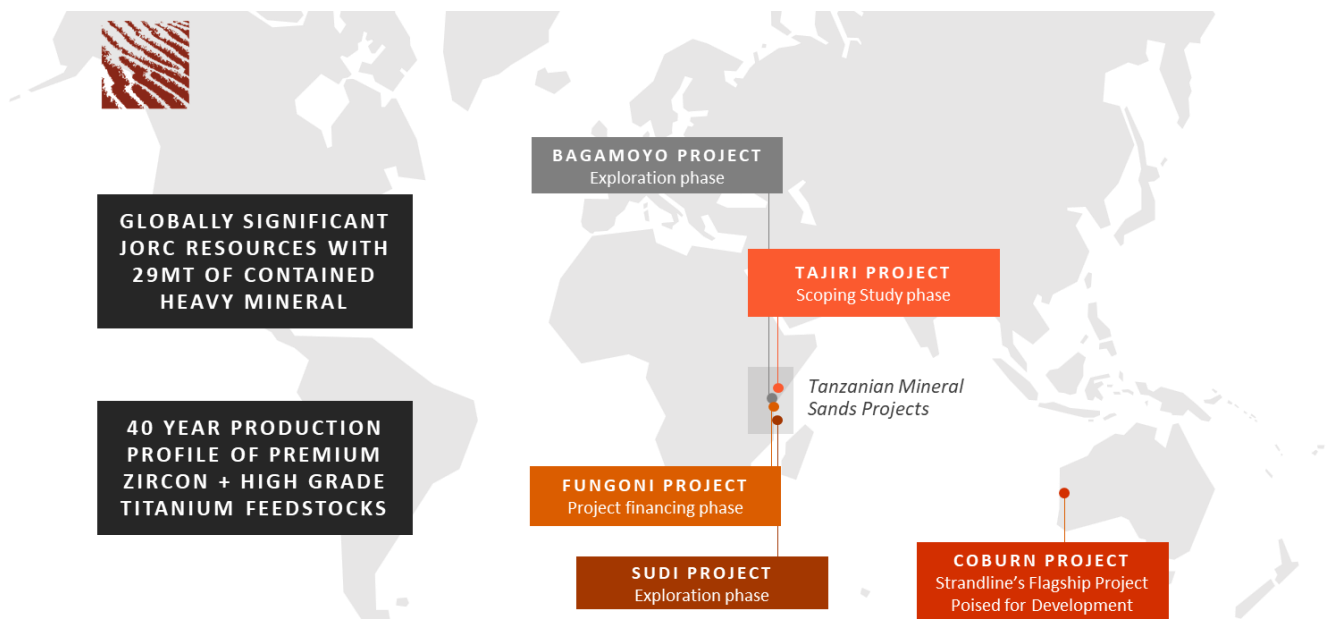 BAGAMOYO PROJECT
Exploration phase
GLOBALLY SIGNIFICANT
JORC RESOURCES WITH
29MT OF CONTAINED
HEAVY MINERAL
TAJIRI PROJECT
Scoping Study phase
Tanzanian Mineral
Sands Projects
40 YEAR PRODUCTION
PROFILE OF PREMIUM
ZIRCON + HIGH GRADE
TITANIUM FEEDSTOCKS
FUNGONI PROJECT
Project financing phase
SUDI PROJECT
Exploration phase
COBURN PROJECT
Strandline’s Flagship Project
Poised for Development